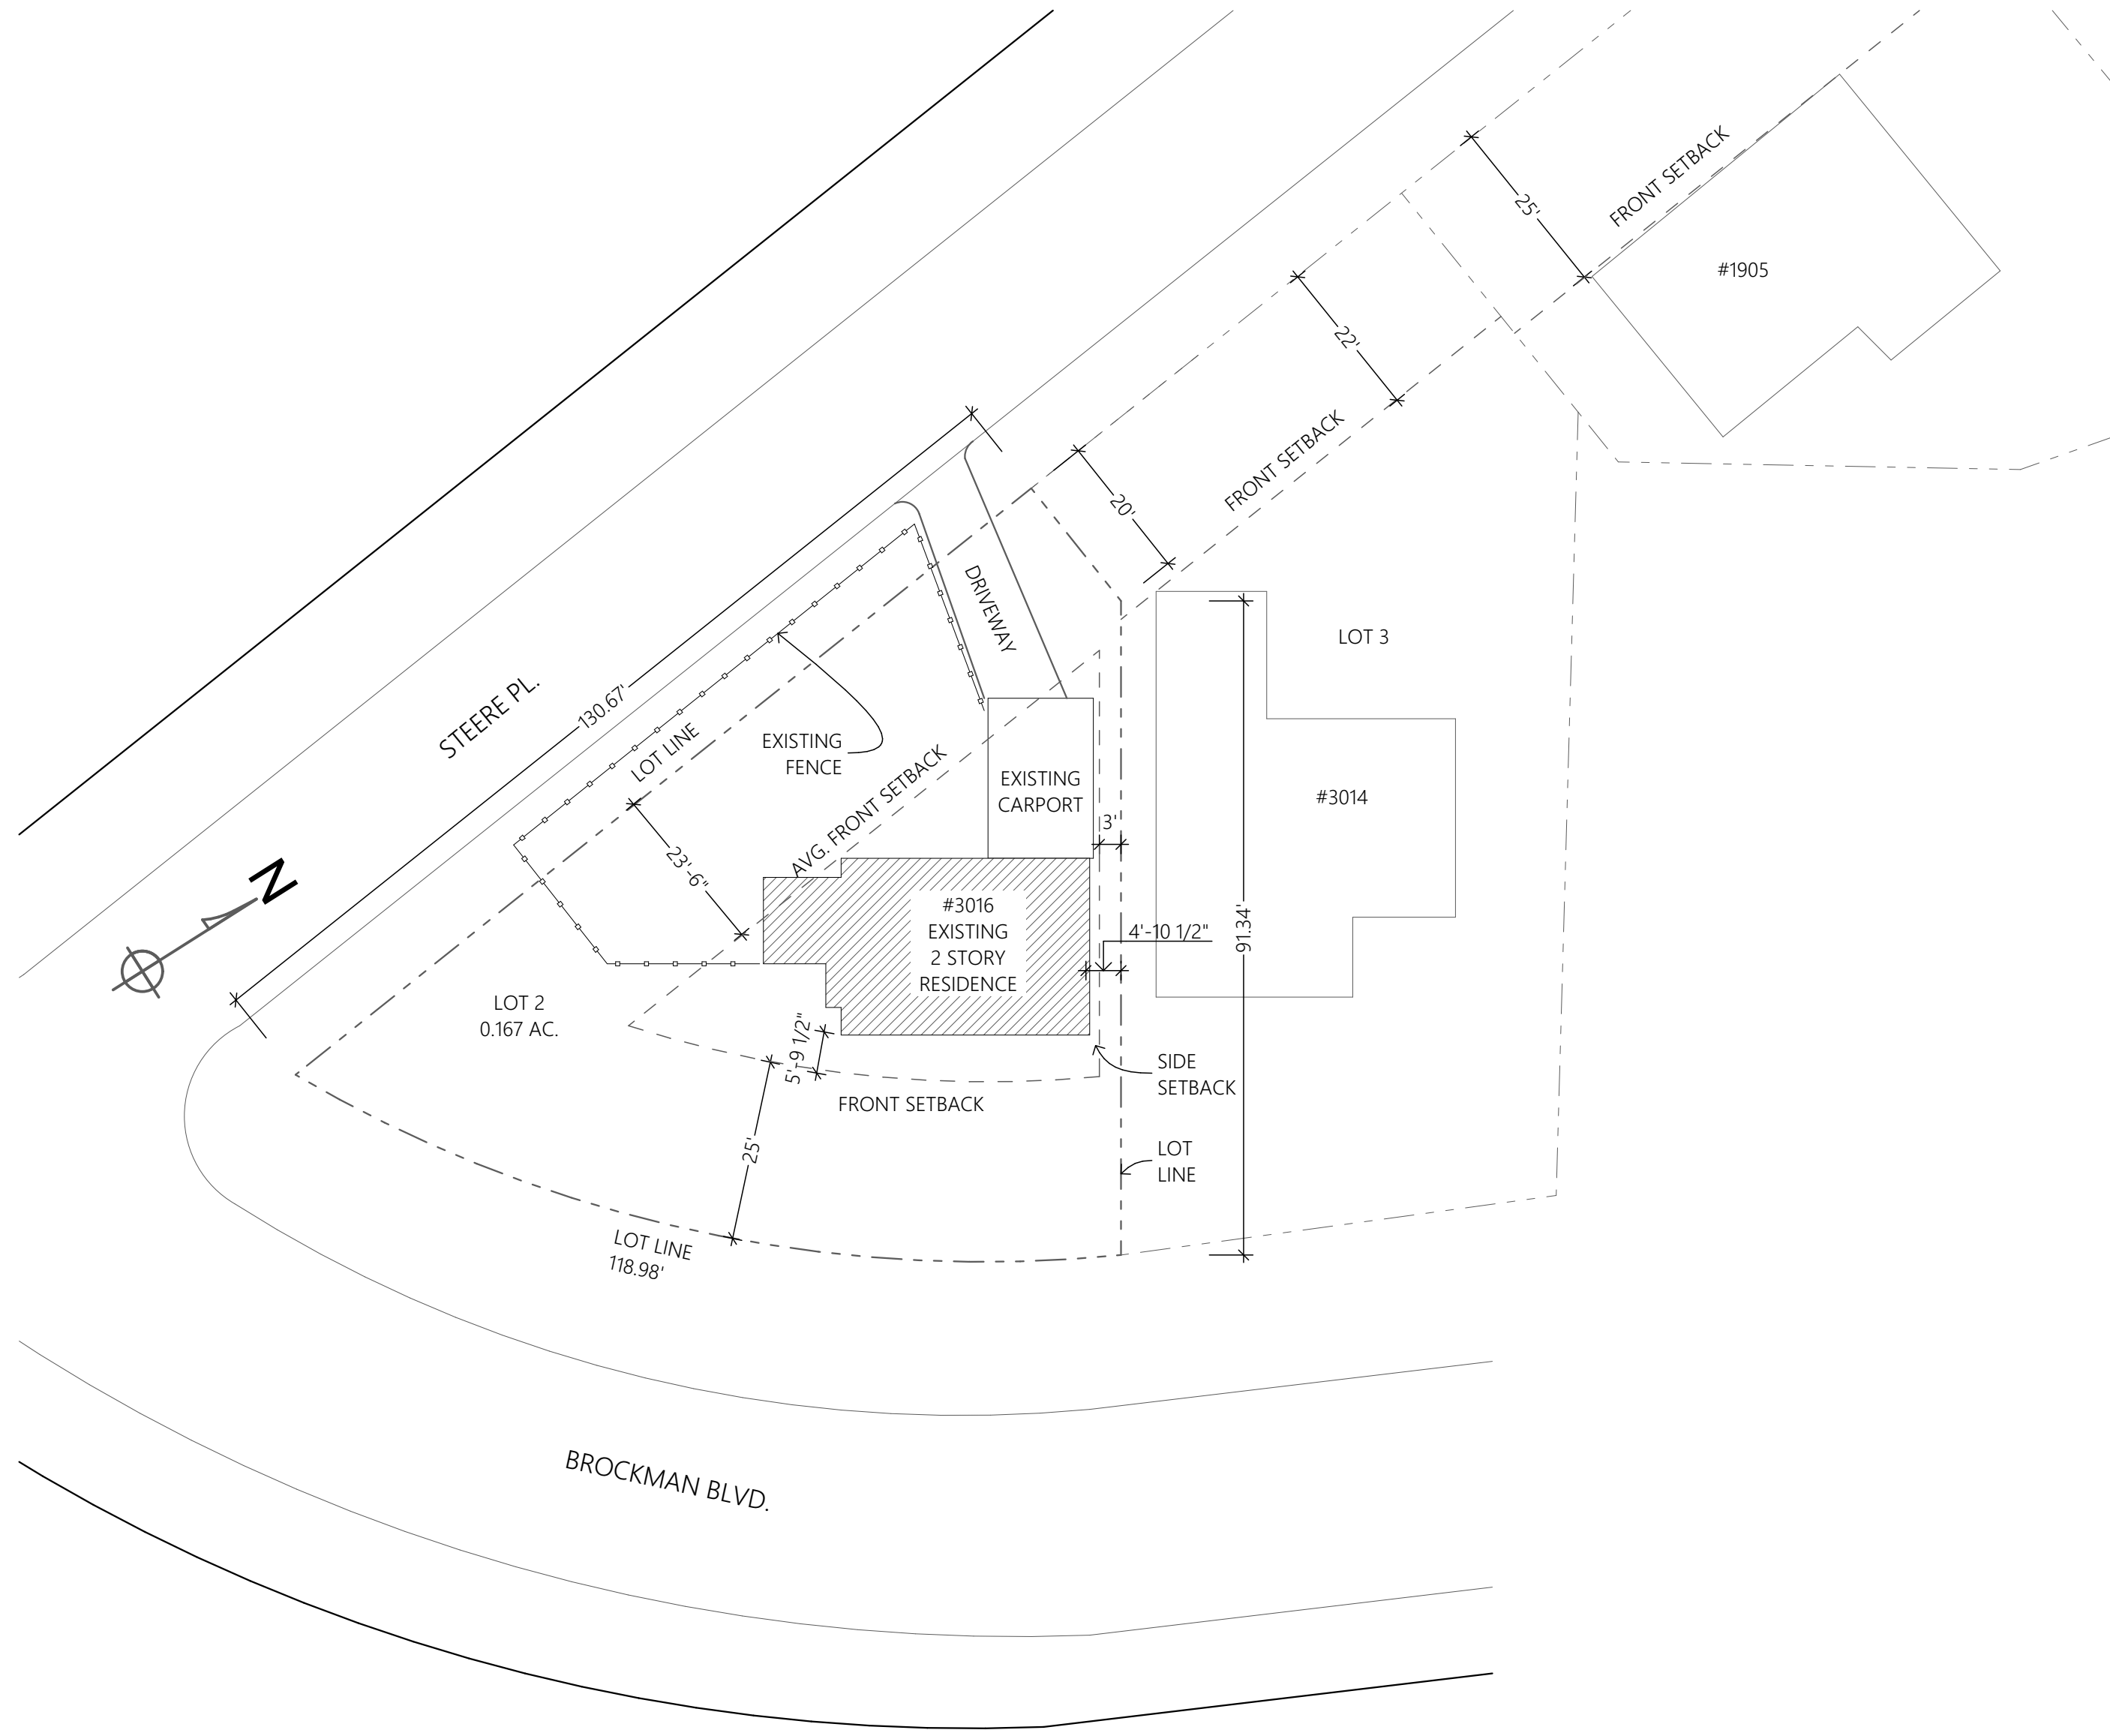 FRONT SETBACK
25'
#1905
22'
FRONT SETBACK
20'
DRIVEWAY
LOT 3
STEERE PL.
130.67'
LOT LINE
EXISTING
FENCE
AVG. FRONT SETBACK
EXISTING
CARPORT
#3014
3'
23'-6"
N
#3016
EXISTING
2 STORY
RESIDENCE
4'-10 1/2"
91.34'
LOT 2
0.167 AC.
5'-9 1/2"
SIDE
SETBACK
FRONT SETBACK
25'
LOT
LINE
LOT LINE
118.98'
BROCKMAN BLVD.